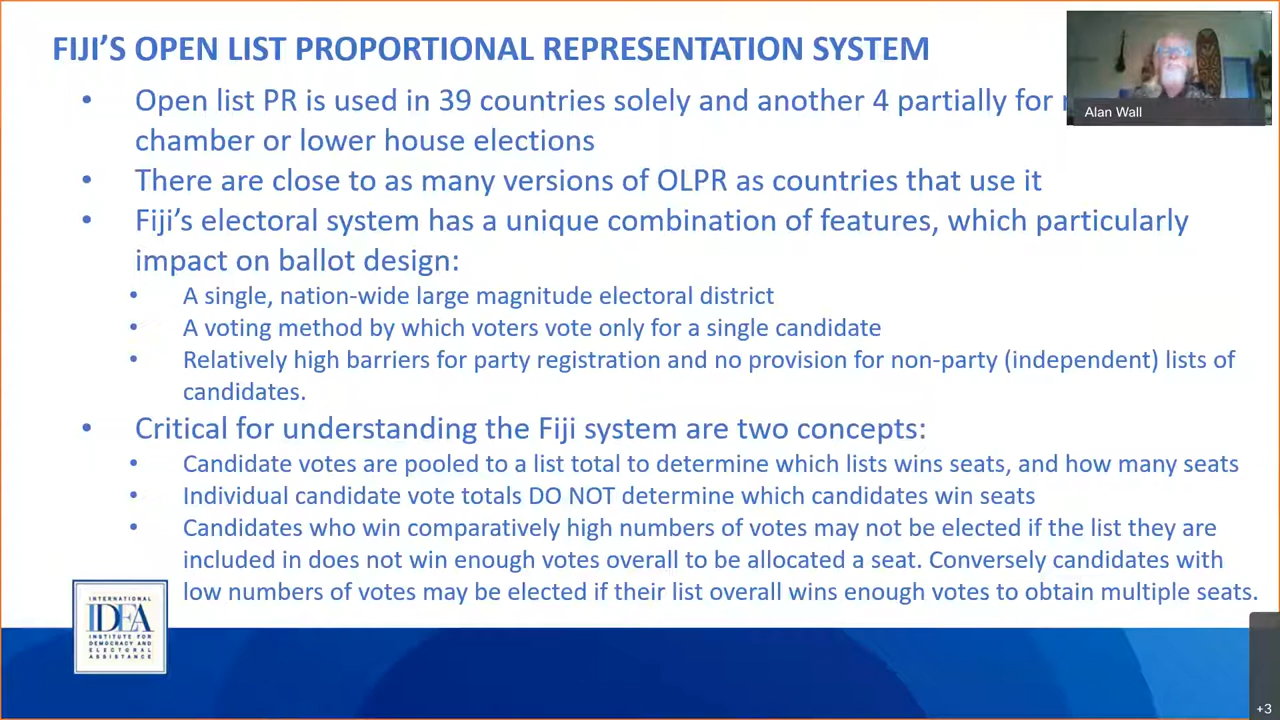 FIJI'S OPEN LIST PROPORTIONAL REPRESENTATION SYSTEM
Alan Wall
• Open list PR is used in 39 countries solely and another 4 partially for
chamber or lower house elections
• There are close to as many versions of OLPR as countries that use it
• Fiji's electoral system has a unique combination of features, which particularly
impact on ballot design:
• A single, nation-wide large magnitude electoral district
• A voting method by which voters vote only for a single candidate
• Relatively high barriers for party registration and no provision for non-party (independent) lists of
candidates.
• Critical for understanding the Fiji system are two concepts:
• Candidate votes are pooled to a list total to determine which lists wins seats, and how many seats
• Individual candidate vote totals DO NOT determine which candidates win seats
• Candidates who win comparatively high numbers of votes may not be elected if the list they are
included in does not win enough votes overall to be allocated a seat. Conversely candidates with
low numbers of votes may be elected if their list overall wins enough votes to obtain multiple seats.
INTERNATIONAL
IDEA
INSTITUTE FOR
DEMOCRACY AND
ELECTORAL
ASSISTANCE
+3